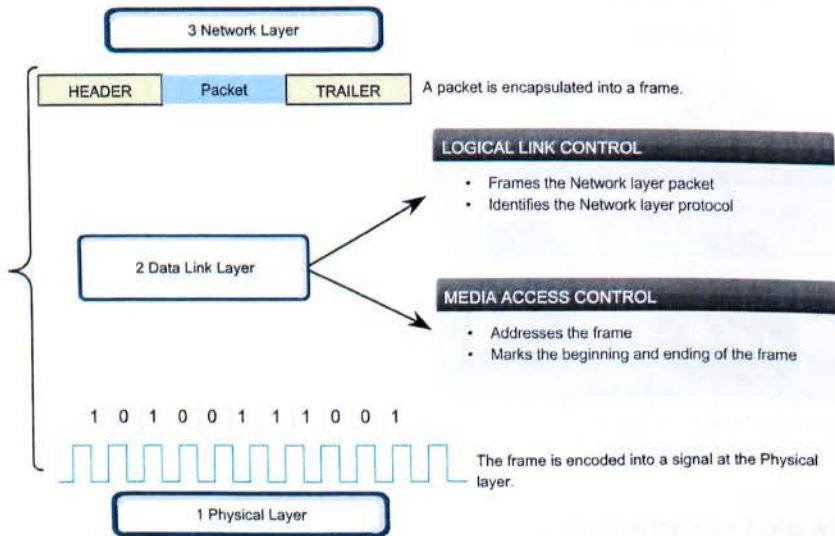 3 Network Layer
HEADER Packet TRAILER A packet is encapsulated into a frame.
LOGICAL LINK CONTROL
• Frames the Network layer packet
• Identifies the Network layer protocol
2 Data Link Layer
MEDIA ACCESS CONTROL
• Addresses the frame
• Marks the beginning and ending of the frame
1 0 1 0 0 1 1 1 0 0 1
The frame is encoded into a signal at the Physical
layer.
1 Physical Layer